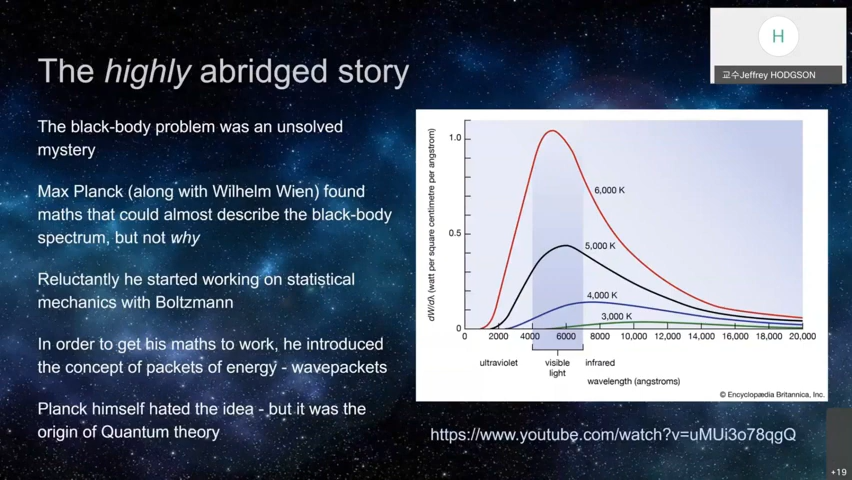 The highly abridged story
H
교수Jeffrey HODGSON
The black-body problem was an unsolved
mystery
Max Planck (along with Wilhelm Wien) found
maths that could almost describe the black-body
spectrum, but not why
Reluctantly he started working on statistical
mechanics with Boltzmann
In order to get his maths to work, he introduced
the concept of packets of energy - wavepackets
Planck himself hated the idea - but it was the
origin of Quantum theory
dW/dλ (watt per square centimetre per angstrom)
1.0
0.5
0
6,000 K
5,000 K
4,000 K
3,000 K
0 2000 4000 6000 8000 10,000 12,000 14,000 16,000 18,000 20,000
ultraviolet visible light infrared
wavelength (angstroms)
© Encyclopædia Britannica, Inc.
https://www.youtube.com/watch?v=uMUi3o78qgQ
+19